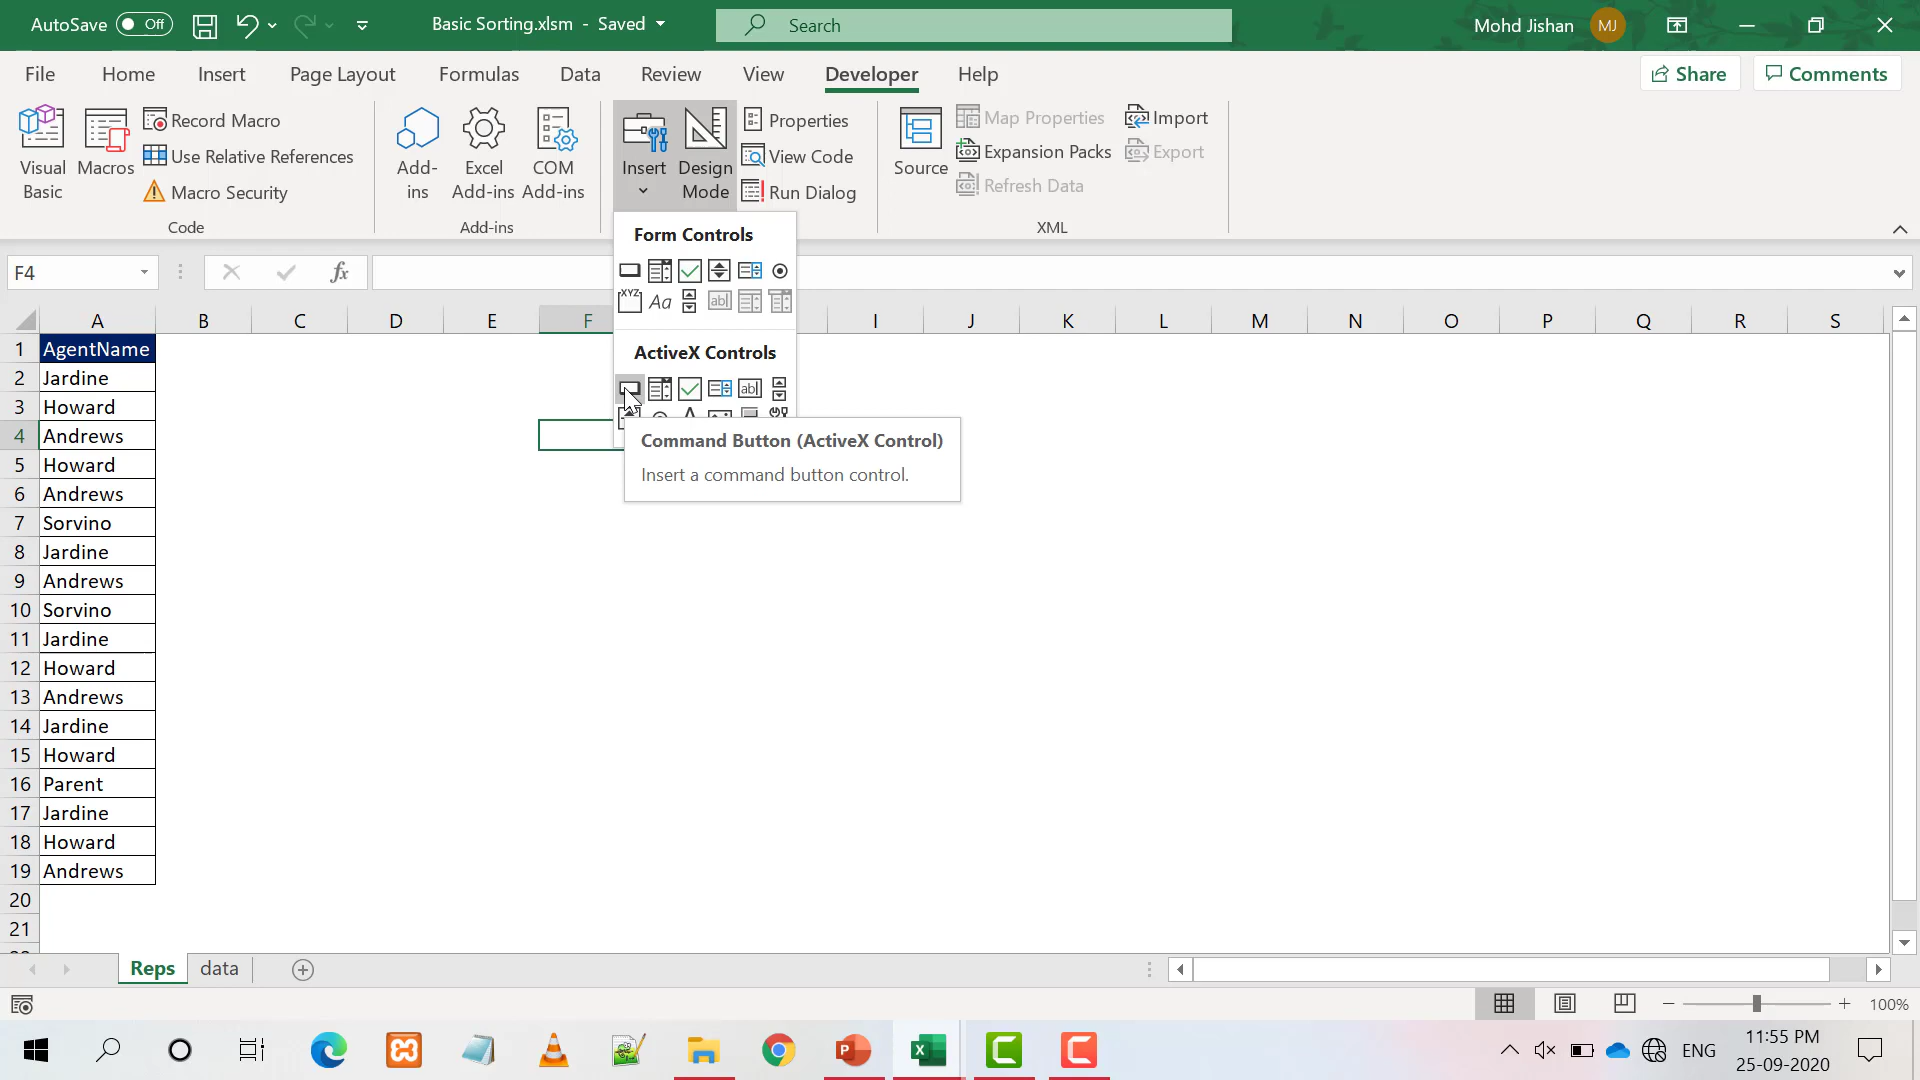 AutoSave Off Basic Sorting.xlsm - Saved Search Mohd Jishan MJ
File Home Insert Page Layout Formulas Data Review View Developer Help Share Comments
Visual Basic
Macros
Record Macro
Use Relative References
Macro Security
Code
Add-ins
Excel Add-ins
COM Add-ins
Add-ins
Insert
Design Mode
Properties
View Code
Run Dialog
Source
Map Properties
Expansion Packs
Refresh Data
Import
Export
XML
Form Controls
XYZ Aa ab|
ActiveX Controls
ab|
A
Command Button (ActiveX Control)
Insert a command button control.
F4 fx
A B C D E F I J K L M N O P Q R S
1 AgentName
2 Jardine
3 Howard
4 Andrews
5 Howard
6 Andrews
7 Sorvino
8 Jardine
9 Andrews
10 Sorvino
11 Jardine
12 Howard
13 Andrews
14 Jardine
15 Howard
16 Parent
17 Jardine
18 Howard
19 Andrews
20
21
Reps data
100%
ENG 11:55 PM
25-09-2020